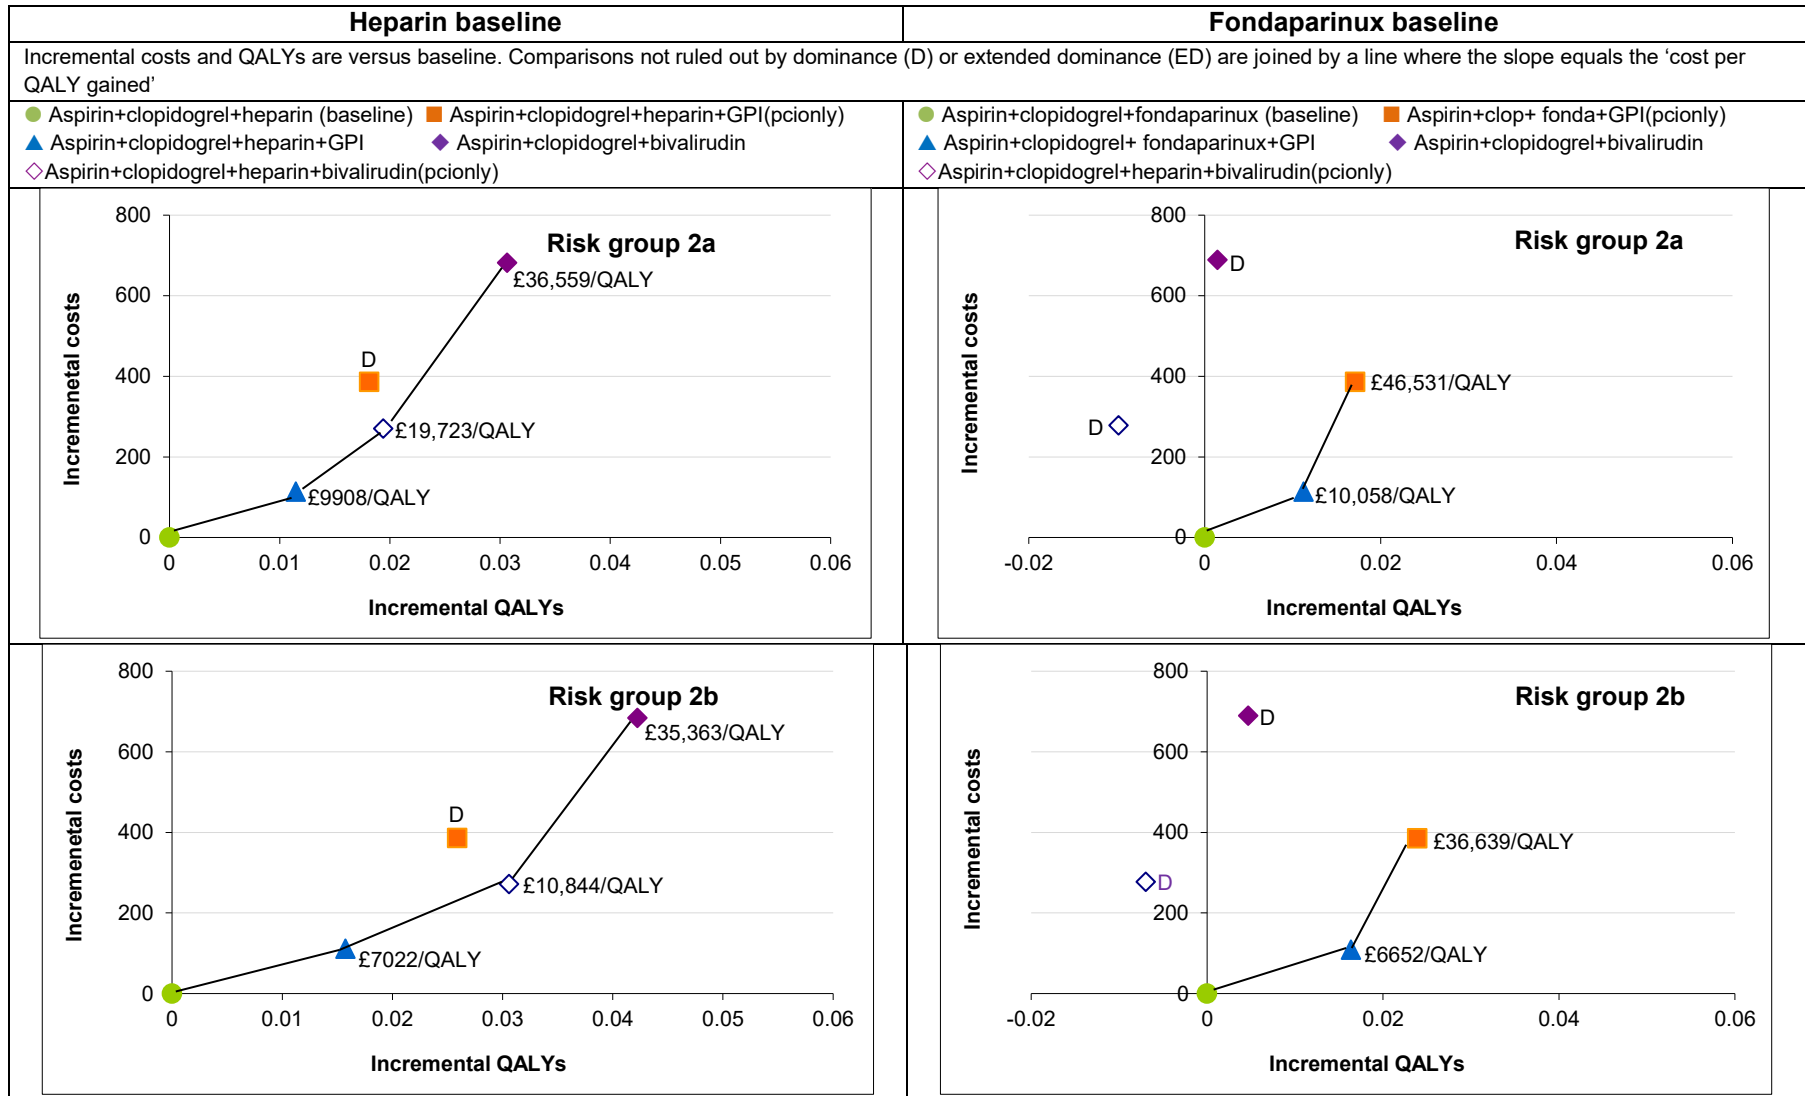 Heparin baseline
Fondaparinux baseline
Incremental costs and QALYs are versus baseline. Comparisons not ruled out by dominance (D) or extended dominance (ED) are joined by a line where the slope equals the ‘cost per
QALY gained’
Aspirin+clopidogrel+heparin (baseline) Aspirin+clopidogrel+heparin+GPI(pcionly)
Aspirin+clopidogrel+heparin+GPI Aspirin+clopidogrel+bivalirudin
Aspirin+clopidogrel+heparin+bivalirudin(pcionly)
Aspirin+clopidogrel+fondaparinux (baseline) Aspirin+clop+ fonda+GPI(pcionly)
Aspirin+clopidogrel+ fondaparinux+GPI Aspirin+clopidogrel+bivalirudin
Aspirin+clopidogrel+heparin+bivalirudin(pcionly)
Risk group 2a
Incremenetal costs
800
600
400
200
0
£36,559/QALY
D
£19,723/QALY
£9908/QALY
0 0.01 0.02 0.03 0.04 0.05 0.06
Incremental QALYs
Risk group 2a
Incremental costs
800
600
400
200
0
D
£46,531/QALY
D
£10,058/QALY
-0.02 0 0.02 0.04 0.06
Incremental QALYs
Risk group 2b
Incremenetal costs
800
600
400
200
0
£35,363/QALY
D
£10,844/QALY
£7022/QALY
0 0.01 0.02 0.03 0.04 0.05 0.06
Incremental QALYs
Risk group 2b
Incremental costs
800
600
400
200
0
D
£36,639/QALY
D
£6652/QALY
-0.02 0 0.02 0.04 0.06
Incremental QALYs